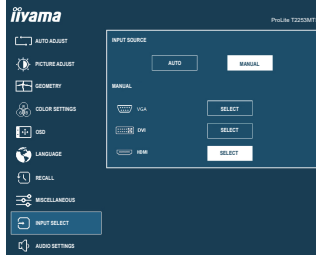 iiyama
ProLite T2253MT
AUTO ADJUST
PICTURE ADJUST
GEOMETRY
COLOR SETTINGS
OSD
LANGUAGE
RECALL
MISCELLANEOUS
INPUT SELECT
AUDIO SETTINGS
INPUT SOURCE
AUTO MANUAL
MANUAL
VGA SELECT
DVI SELECT
HDMI SELECT